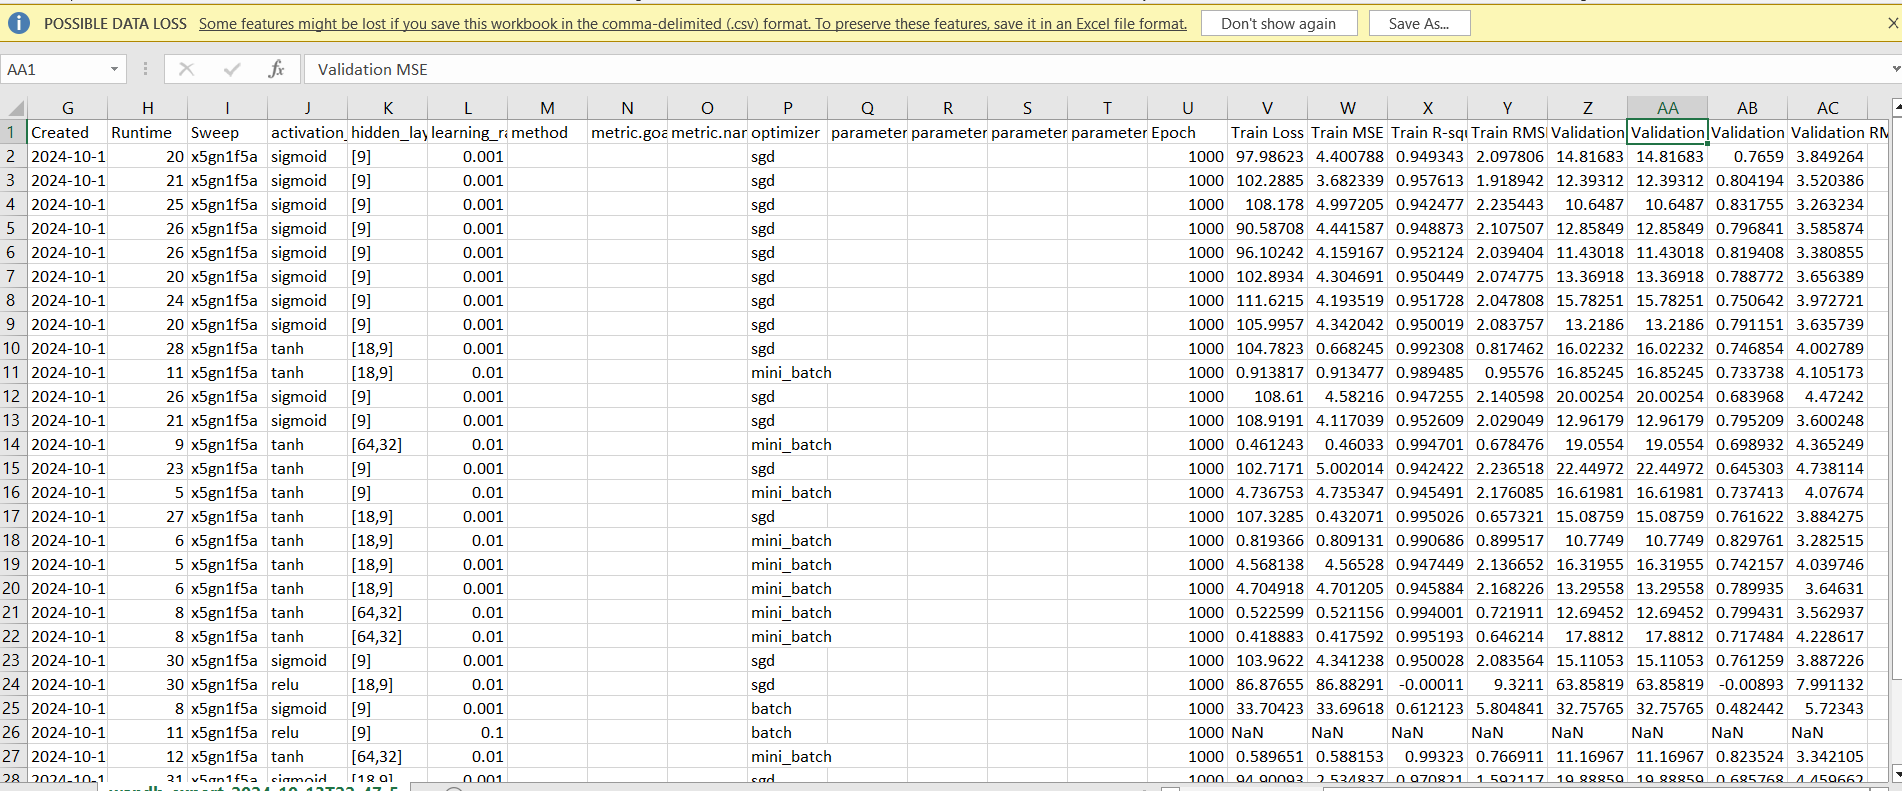 POSSIBLE DATA LOSS Some features might be lost if you save this workbook in the comma-delimited (.csv) format. To preserve these features, save it in an Excel file format. Don't show again Save As...
AA1 fx Validation MSE
G H I J K L M N O P Q R S T U V W X Y Z AA AB AC
1 Created Runtime Sweep activation_ hidden_lay learning_ra method metric.goa metric.nar optimizer parameter parameter parameter parameter Epoch Train Loss Train MSE Train R-squ Train RMSE Validation Validation Validation Validation RM
2 2024-10-1 20 x5gn1f5a sigmoid [9] 0.001 sgd 1000 97.98623 4.400788 0.949343 2.097806 14.81683 14.81683 0.7659 3.849264
3 2024-10-1 21 x5gn1f5a sigmoid [9] 0.001 sgd 1000 102.2885 3.682339 0.957613 1.918942 12.39312 12.39312 0.804194 3.520386
4 2024-10-1 25 x5gn1f5a sigmoid [9] 0.001 sgd 1000 108.178 4.997205 0.942477 2.235443 10.6487 10.6487 0.831755 3.263234
5 2024-10-1 26 x5gn1f5a sigmoid [9] 0.001 sgd 1000 90.58708 4.441587 0.948873 2.107507 12.85849 12.85849 0.796841 3.585874
6 2024-10-1 26 x5gn1f5a sigmoid [9] 0.001 sgd 1000 96.10242 4.159167 0.952124 2.039404 11.43018 11.43018 0.819408 3.380855
7 2024-10-1 20 x5gn1f5a sigmoid [9] 0.001 sgd 1000 102.8934 4.304691 0.950449 2.074775 13.36918 13.36918 0.788772 3.656389
8 2024-10-1 24 x5gn1f5a sigmoid [9] 0.001 sgd 1000 111.6215 4.193519 0.951728 2.047808 15.78251 15.78251 0.750642 3.972721
9 2024-10-1 20 x5gn1f5a sigmoid [9] 0.001 sgd 1000 105.9957 4.342042 0.950019 2.083757 13.2186 13.2186 0.791151 3.635739
10 2024-10-1 28 x5gn1f5a tanh [18,9] 0.001 sgd 1000 104.7823 0.668245 0.992308 0.817462 16.02232 16.02232 0.746854 4.002789
11 2024-10-1 11 x5gn1f5a tanh [18,9] 0.01 mini_batch 1000 0.913817 0.913477 0.989485 0.95576 16.85245 16.85245 0.733738 4.105173
12 2024-10-1 26 x5gn1f5a sigmoid [9] 0.001 sgd 1000 108.61 4.58216 0.947255 2.140598 20.00254 20.00254 0.683968 4.47242
13 2024-10-1 21 x5gn1f5a sigmoid [9] 0.001 sgd 1000 108.9191 4.117039 0.952609 2.029049 12.96179 12.96179 0.795209 3.600248
14 2024-10-1 9 x5gn1f5a tanh [64,32] 0.01 mini_batch 1000 0.461243 0.46033 0.994701 0.678476 19.0554 19.0554 0.698932 4.365249
15 2024-10-1 23 x5gn1f5a tanh [9] 0.001 sgd 1000 102.7171 5.002014 0.942422 2.236518 22.44972 22.44972 0.645303 4.738114
16 2024-10-1 5 x5gn1f5a tanh [9] 0.01 mini_batch 1000 4.736753 4.735347 0.945491 2.176085 16.61981 16.61981 0.737413 4.07674
17 2024-10-1 27 x5gn1f5a tanh [18,9] 0.001 sgd 1000 107.3285 0.432071 0.995026 0.657321 15.08759 15.08759 0.761622 3.884275
18 2024-10-1 6 x5gn1f5a tanh [18,9] 0.01 mini_batch 1000 0.819366 0.809131 0.990686 0.899517 10.7749 10.7749 0.829761 3.282515
19 2024-10-1 5 x5gn1f5a tanh [18,9] 0.01 mini_batch 1000 4.568138 4.56528 0.947449 2.136652 16.31955 16.31955 0.742157 4.039746
20 2024-10-1 6 x5gn1f5a tanh [18,9] 0.01 mini_batch 1000 4.704918 4.701205 0.945884 2.168226 13.29558 13.29558 0.789935 3.64631
21 2024-10-1 8 x5gn1f5a tanh [64,32] 0.01 mini_batch 1000 0.522599 0.521156 0.994001 0.721911 12.69452 12.69452 0.799431 3.562937
22 2024-10-1 8 x5gn1f5a tanh [64,32] 0.01 mini_batch 1000 0.418883 0.417592 0.995193 0.646214 17.8812 17.8812 0.717484 4.228617
23 2024-10-1 30 x5gn1f5a sigmoid [9] 0.001 sgd 1000 103.9622 4.341238 0.950028 2.083564 15.11053 15.11053 0.761259 3.887226
24 2024-10-1 30 x5gn1f5a relu [18,9] 0.01 sgd 1000 86.87655 86.88291 -0.00011 9.3211 63.85819 63.85819 -0.00893 7.991132
25 2024-10-1 8 x5gn1f5a sigmoid [9] 0.001 batch 1000 33.70423 33.69618 0.612123 5.804841 32.75765 32.75765 0.482442 5.72343
26 2024-10-1 11 x5gn1f5a relu [9] 0.1 batch 1000 NaN NaN NaN NaN NaN NaN NaN NaN
27 2024-10-1 12 x5gn1f5a tanh [64,32] 0.01 mini_batch 1000 0.589651 0.588153 0.99323 0.766911 11.16967 11.16967 0.823524 3.342105
28 2024-10-1 31 x5gn1f5a sigmoid [18,9] 0.001 sgd 1000 94.90093 2.534837 0.970821 1.592117 19.88859 19.88859 0.685768 4.459662